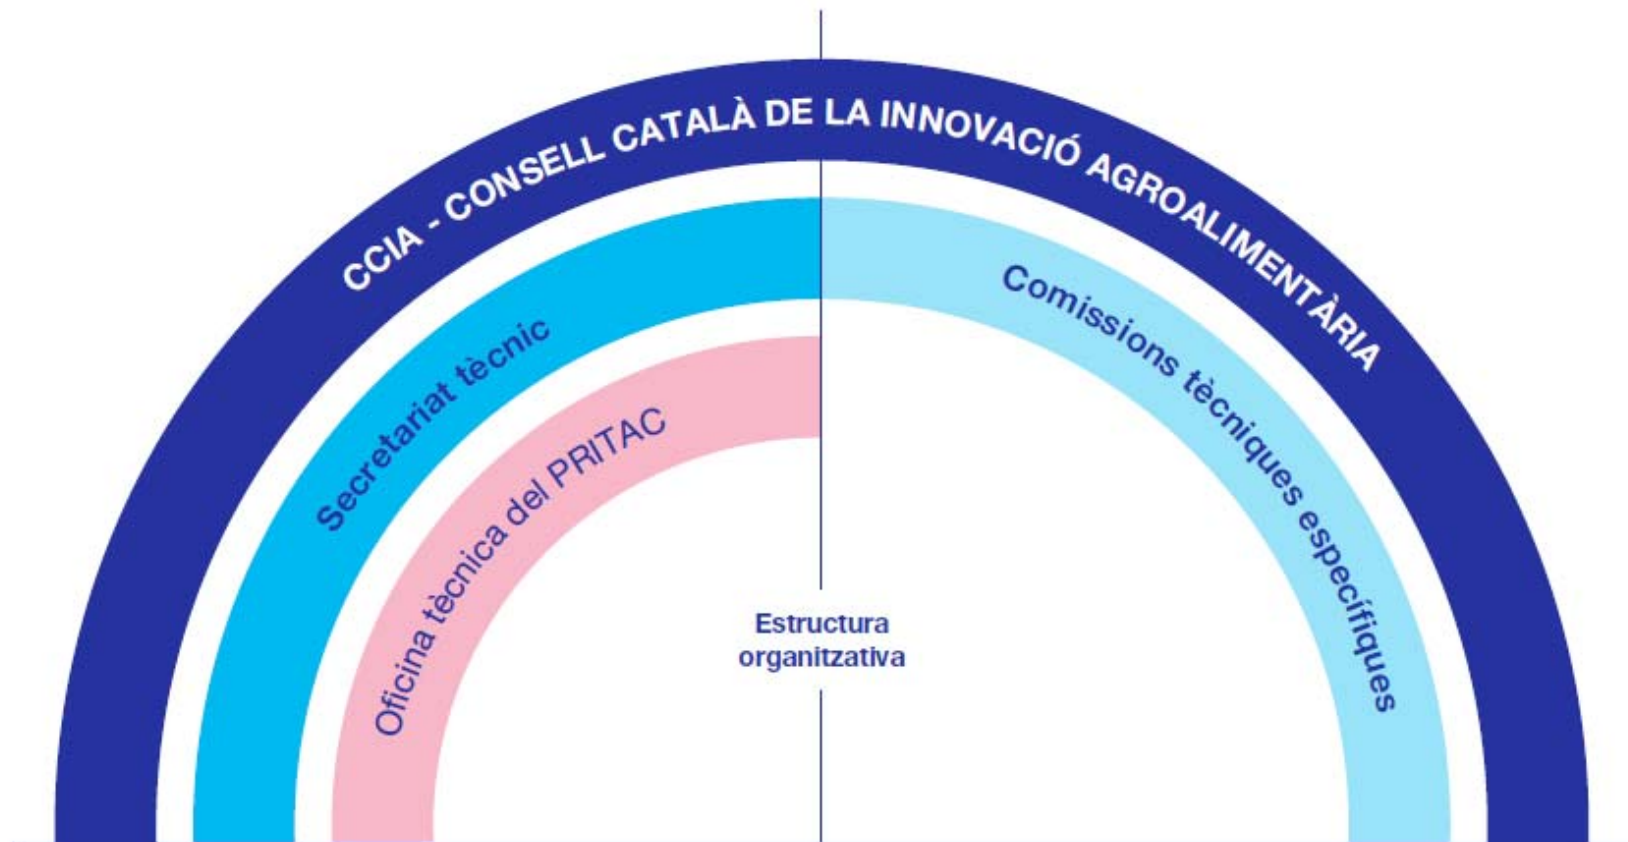 CCIA - CONSELL CATALÀ DE LA INNOVACIÓ AGROALIMENTÀRIA
Secretariat tècnic
Comissions tècniques específiques
Oficina tècnica del PRITAC
Estructura
organitzativa